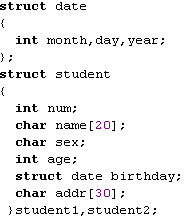 struct date
{
int month,day,year;
};
struct student
{
int num;
char name[20];
char sex;
int age;
struct date birthday;
char addr[30];
}student1,student2;